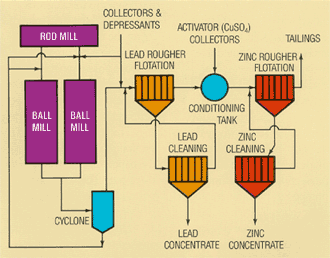 COLLECTORS &
DEPRESSANTS
ACTIVATOR (CuSO₄)
COLLECTORS
TAILINGS
ROD MILL
LEAD ROUGHER
FLOTATION
ZINC ROUGHER
FLOTATION
BALL
MILL
BALL
MILL
CONDITIONING
TANK
LEAD
CLEANING
ZINC
CLEANING
CYCLONE
LEAD
CONCENTRATE
ZINC
CONCENTRATE